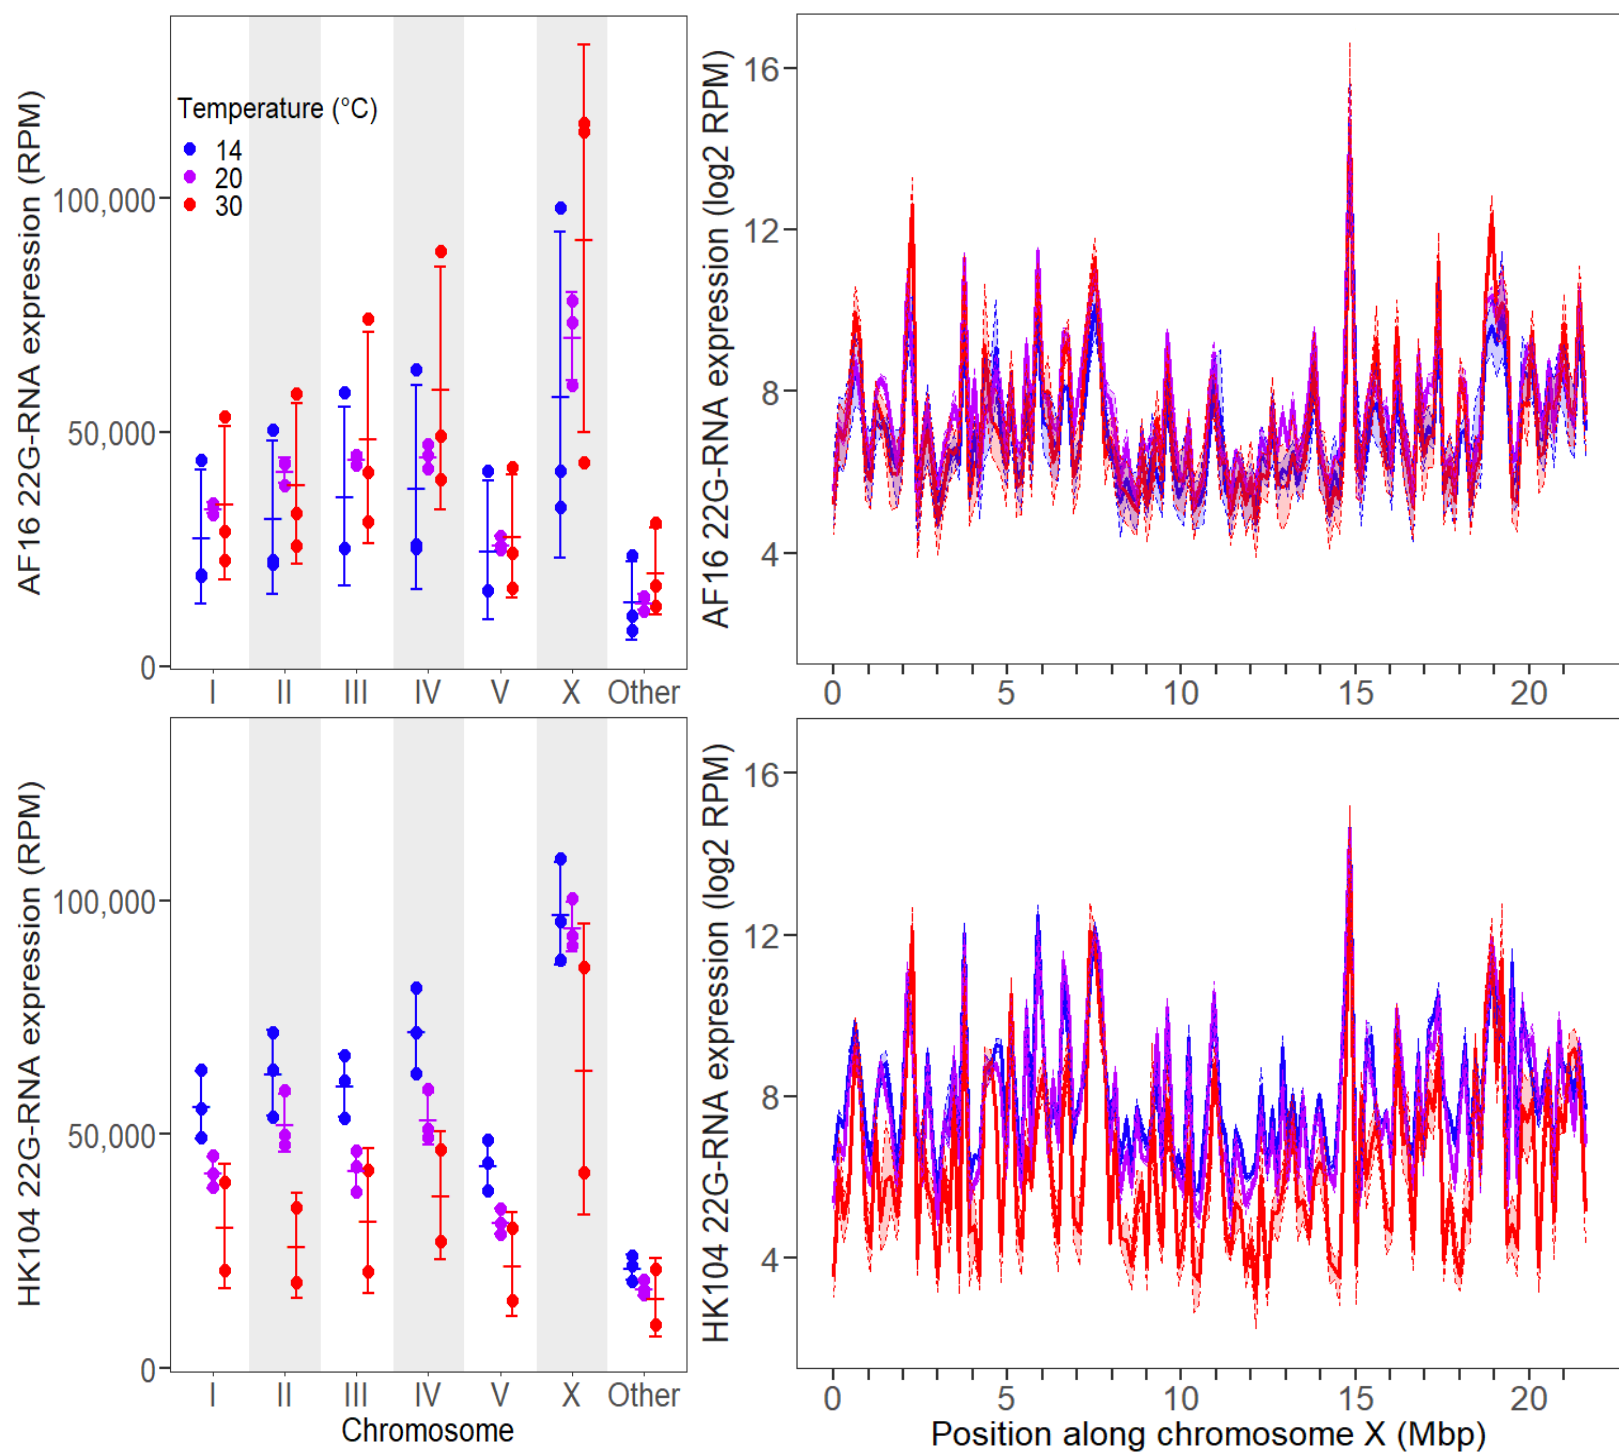 AF16 22G-RNA expression (RPM)
Temperature (°C)
14
20
30
100,000
50,000
0
I II III IV V X Other
AF16 22G-RNA expression (log2 RPM)
16
12
8
4
0 5 10 15 20
HK104 22G-RNA expression (RPM)
100,000
50,000
0
I II III IV V X Other
Chromosome
HK104 22G-RNA expression (log2 RPM)
16
12
8
4
0 5 10 15 20
Position along chromosome X (Mbp)